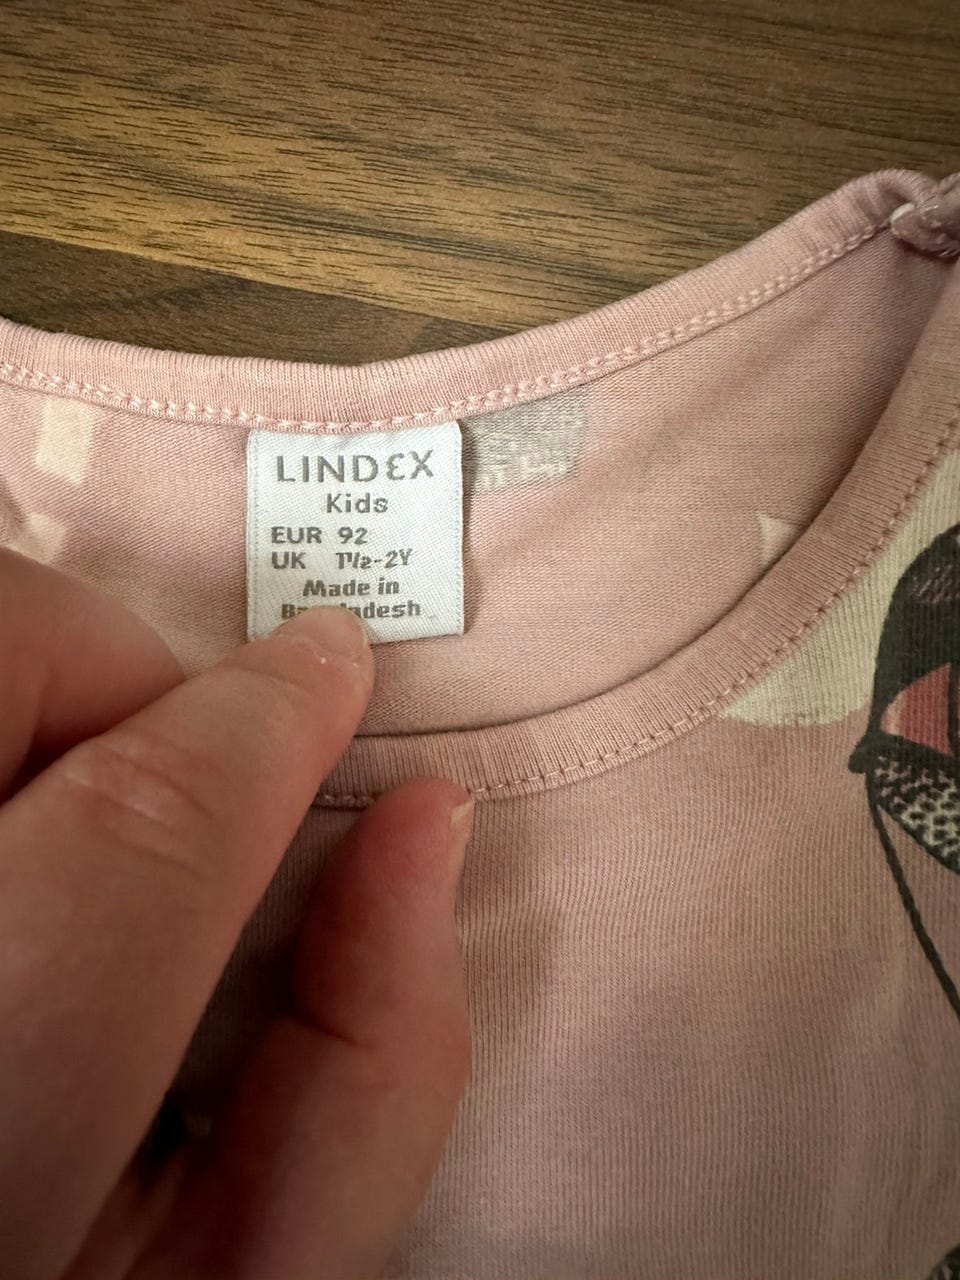 LINDEX
Kids
EUR 92
UK 1½-2Y
Made in